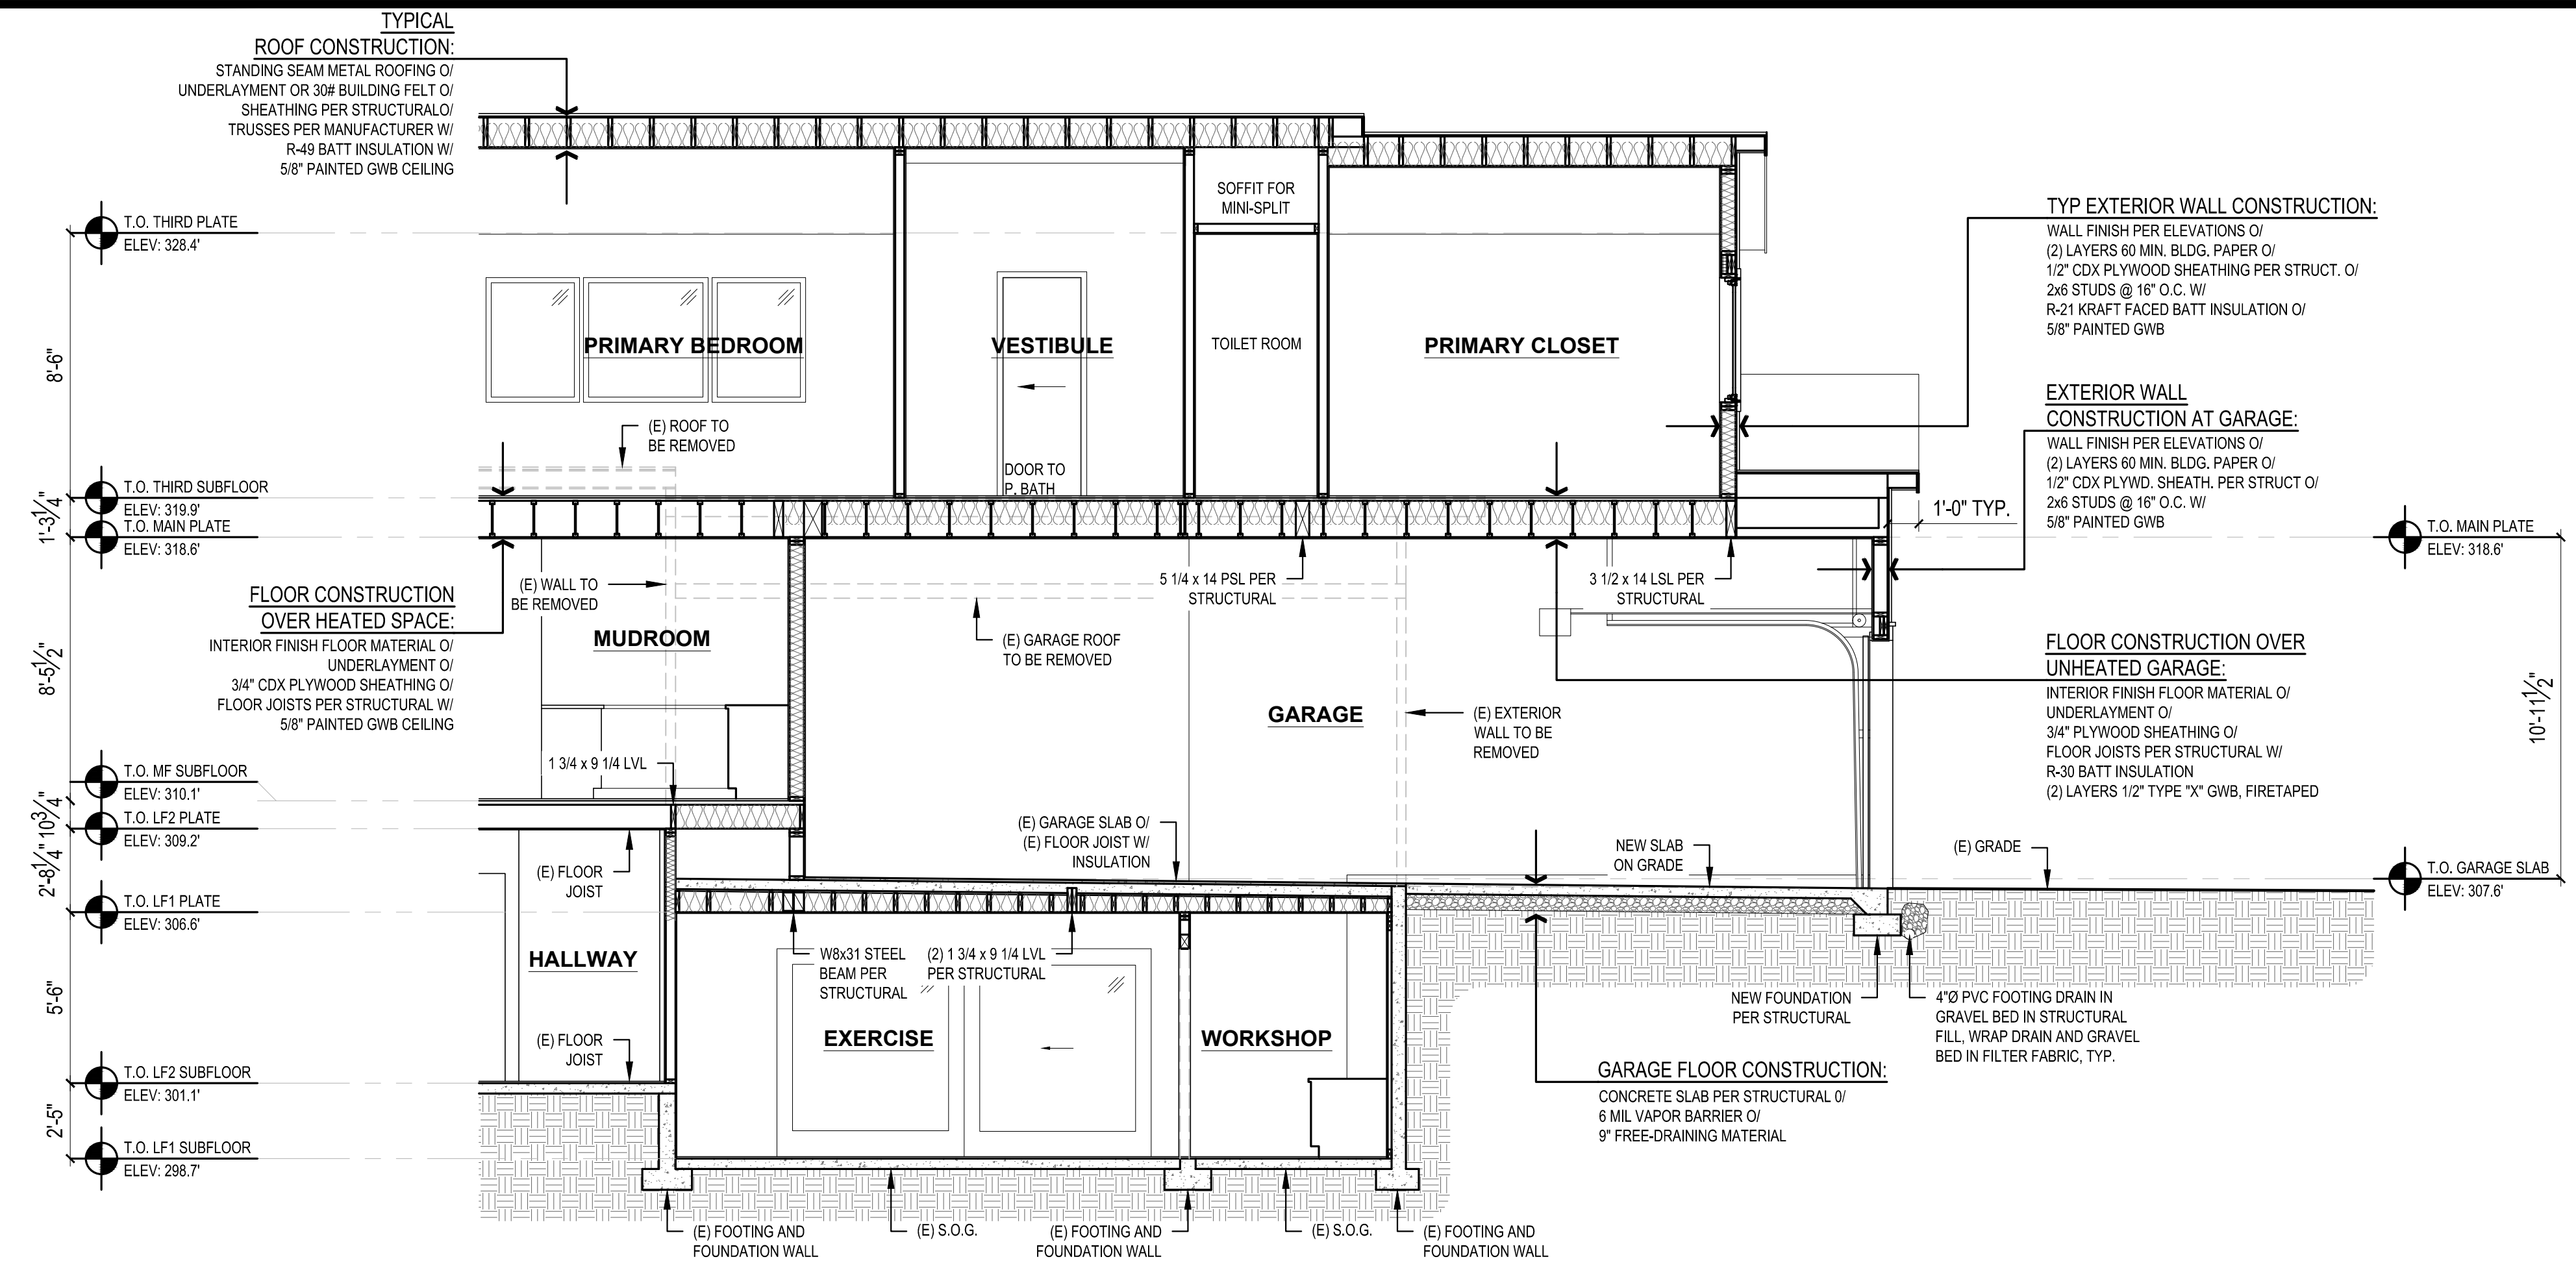 TYPICAL
ROOF CONSTRUCTION:
STANDING SEAM METAL ROOFING O/
UNDERLAYMENT OR 30# BUILDING FELT O/
SHEATHING PER STRUCTURALO/
TRUSSES PER MANUFACTURER W/
R-49 BATT INSULATION W/
5/8" PAINTED GWB CEILING
T.O. THIRD PLATE
ELEV: 328.4'
8'-6"
T.O. THIRD SUBFLOOR
ELEV: 319.9'
1'-3 1/4"
T.O. MAIN PLATE
ELEV: 318.6'
FLOOR CONSTRUCTION
OVER HEATED SPACE:
INTERIOR FINISH FLOOR MATERIAL O/
UNDERLAYMENT O/
3/4" CDX PLYWOOD SHEATHING O/
FLOOR JOISTS PER STRUCTURAL W/
5/8" PAINTED GWB CEILING
8'-5 1/2"
T.O. MF SUBFLOOR
ELEV: 310.1'
10 3/4"
T.O. LF2 PLATE
ELEV: 309.2'
2'-8 1/4"
T.O. LF1 PLATE
ELEV: 306.6'
5'-6"
T.O. LF2 SUBFLOOR
ELEV: 301.1'
2'-5"
T.O. LF1 SUBFLOOR
ELEV: 298.7'
SOFFIT FOR
MINI-SPLIT
PRIMARY BEDROOM
VESTIBULE
TOILET ROOM
PRIMARY CLOSET
(E) ROOF TO
BE REMOVED
DOOR TO
P. BATH
(E) WALL TO
BE REMOVED
MUDROOM
5 1/4 x 14 PSL PER
STRUCTURAL
3 1/2 x 14 LSL PER
STRUCTURAL
(E) GARAGE ROOF
TO BE REMOVED
GARAGE
(E) EXTERIOR
WALL TO BE
REMOVED
1 3/4 x 9 1/4 LVL
(E) GARAGE SLAB O/
(E) FLOOR JOIST W/
INSULATION
NEW SLAB
ON GRADE
(E) GRADE
(E) FLOOR
JOIST
HALLWAY
W8x31 STEEL
BEAM PER
STRUCTURAL
(2) 1 3/4 x 9 1/4 LVL
PER STRUCTURAL
EXERCISE
WORKSHOP
(E) FLOOR
JOIST
NEW FOUNDATION
PER STRUCTURAL
4"Ø PVC FOOTING DRAIN IN
GRAVEL BED IN STRUCTURAL
FILL, WRAP DRAIN AND GRAVEL
BED IN FILTER FABRIC, TYP.
GARAGE FLOOR CONSTRUCTION:
CONCRETE SLAB PER STRUCTURAL 0/
6 MIL VAPOR BARRIER O/
9" FREE-DRAINING MATERIAL
(E) FOOTING AND
FOUNDATION WALL
(E) S.O.G.
(E) FOOTING AND
FOUNDATION WALL
(E) S.O.G.
(E) FOOTING AND
FOUNDATION WALL
TYP EXTERIOR WALL CONSTRUCTION:
WALL FINISH PER ELEVATIONS O/
(2) LAYERS 60 MIN. BLDG. PAPER O/
1/2" CDX PLYWOOD SHEATHING PER STRUCT. O/
2x6 STUDS @ 16" O.C. W/
R-21 KRAFT FACED BATT INSULATION O/
5/8" PAINTED GWB
EXTERIOR WALL
CONSTRUCTION AT GARAGE:
WALL FINISH PER ELEVATIONS O/
(2) LAYERS 60 MIN. BLDG. PAPER O/
1/2" CDX PLYWD. SHEATH. PER STRUCT O/
2x6 STUDS @ 16" O.C. W/
5/8" PAINTED GWB
1'-0" TYP.
T.O. MAIN PLATE
ELEV: 318.6'
FLOOR CONSTRUCTION OVER
UNHEATED GARAGE:
INTERIOR FINISH FLOOR MATERIAL O/
UNDERLAYMENT O/
3/4" PLYWOOD SHEATHING O/
FLOOR JOISTS PER STRUCTURAL W/
R-30 BATT INSULATION
(2) LAYERS 1/2" TYPE "X" GWB, FIRETAPED
10'-11 1/2"
T.O. GARAGE SLAB
ELEV: 307.6'